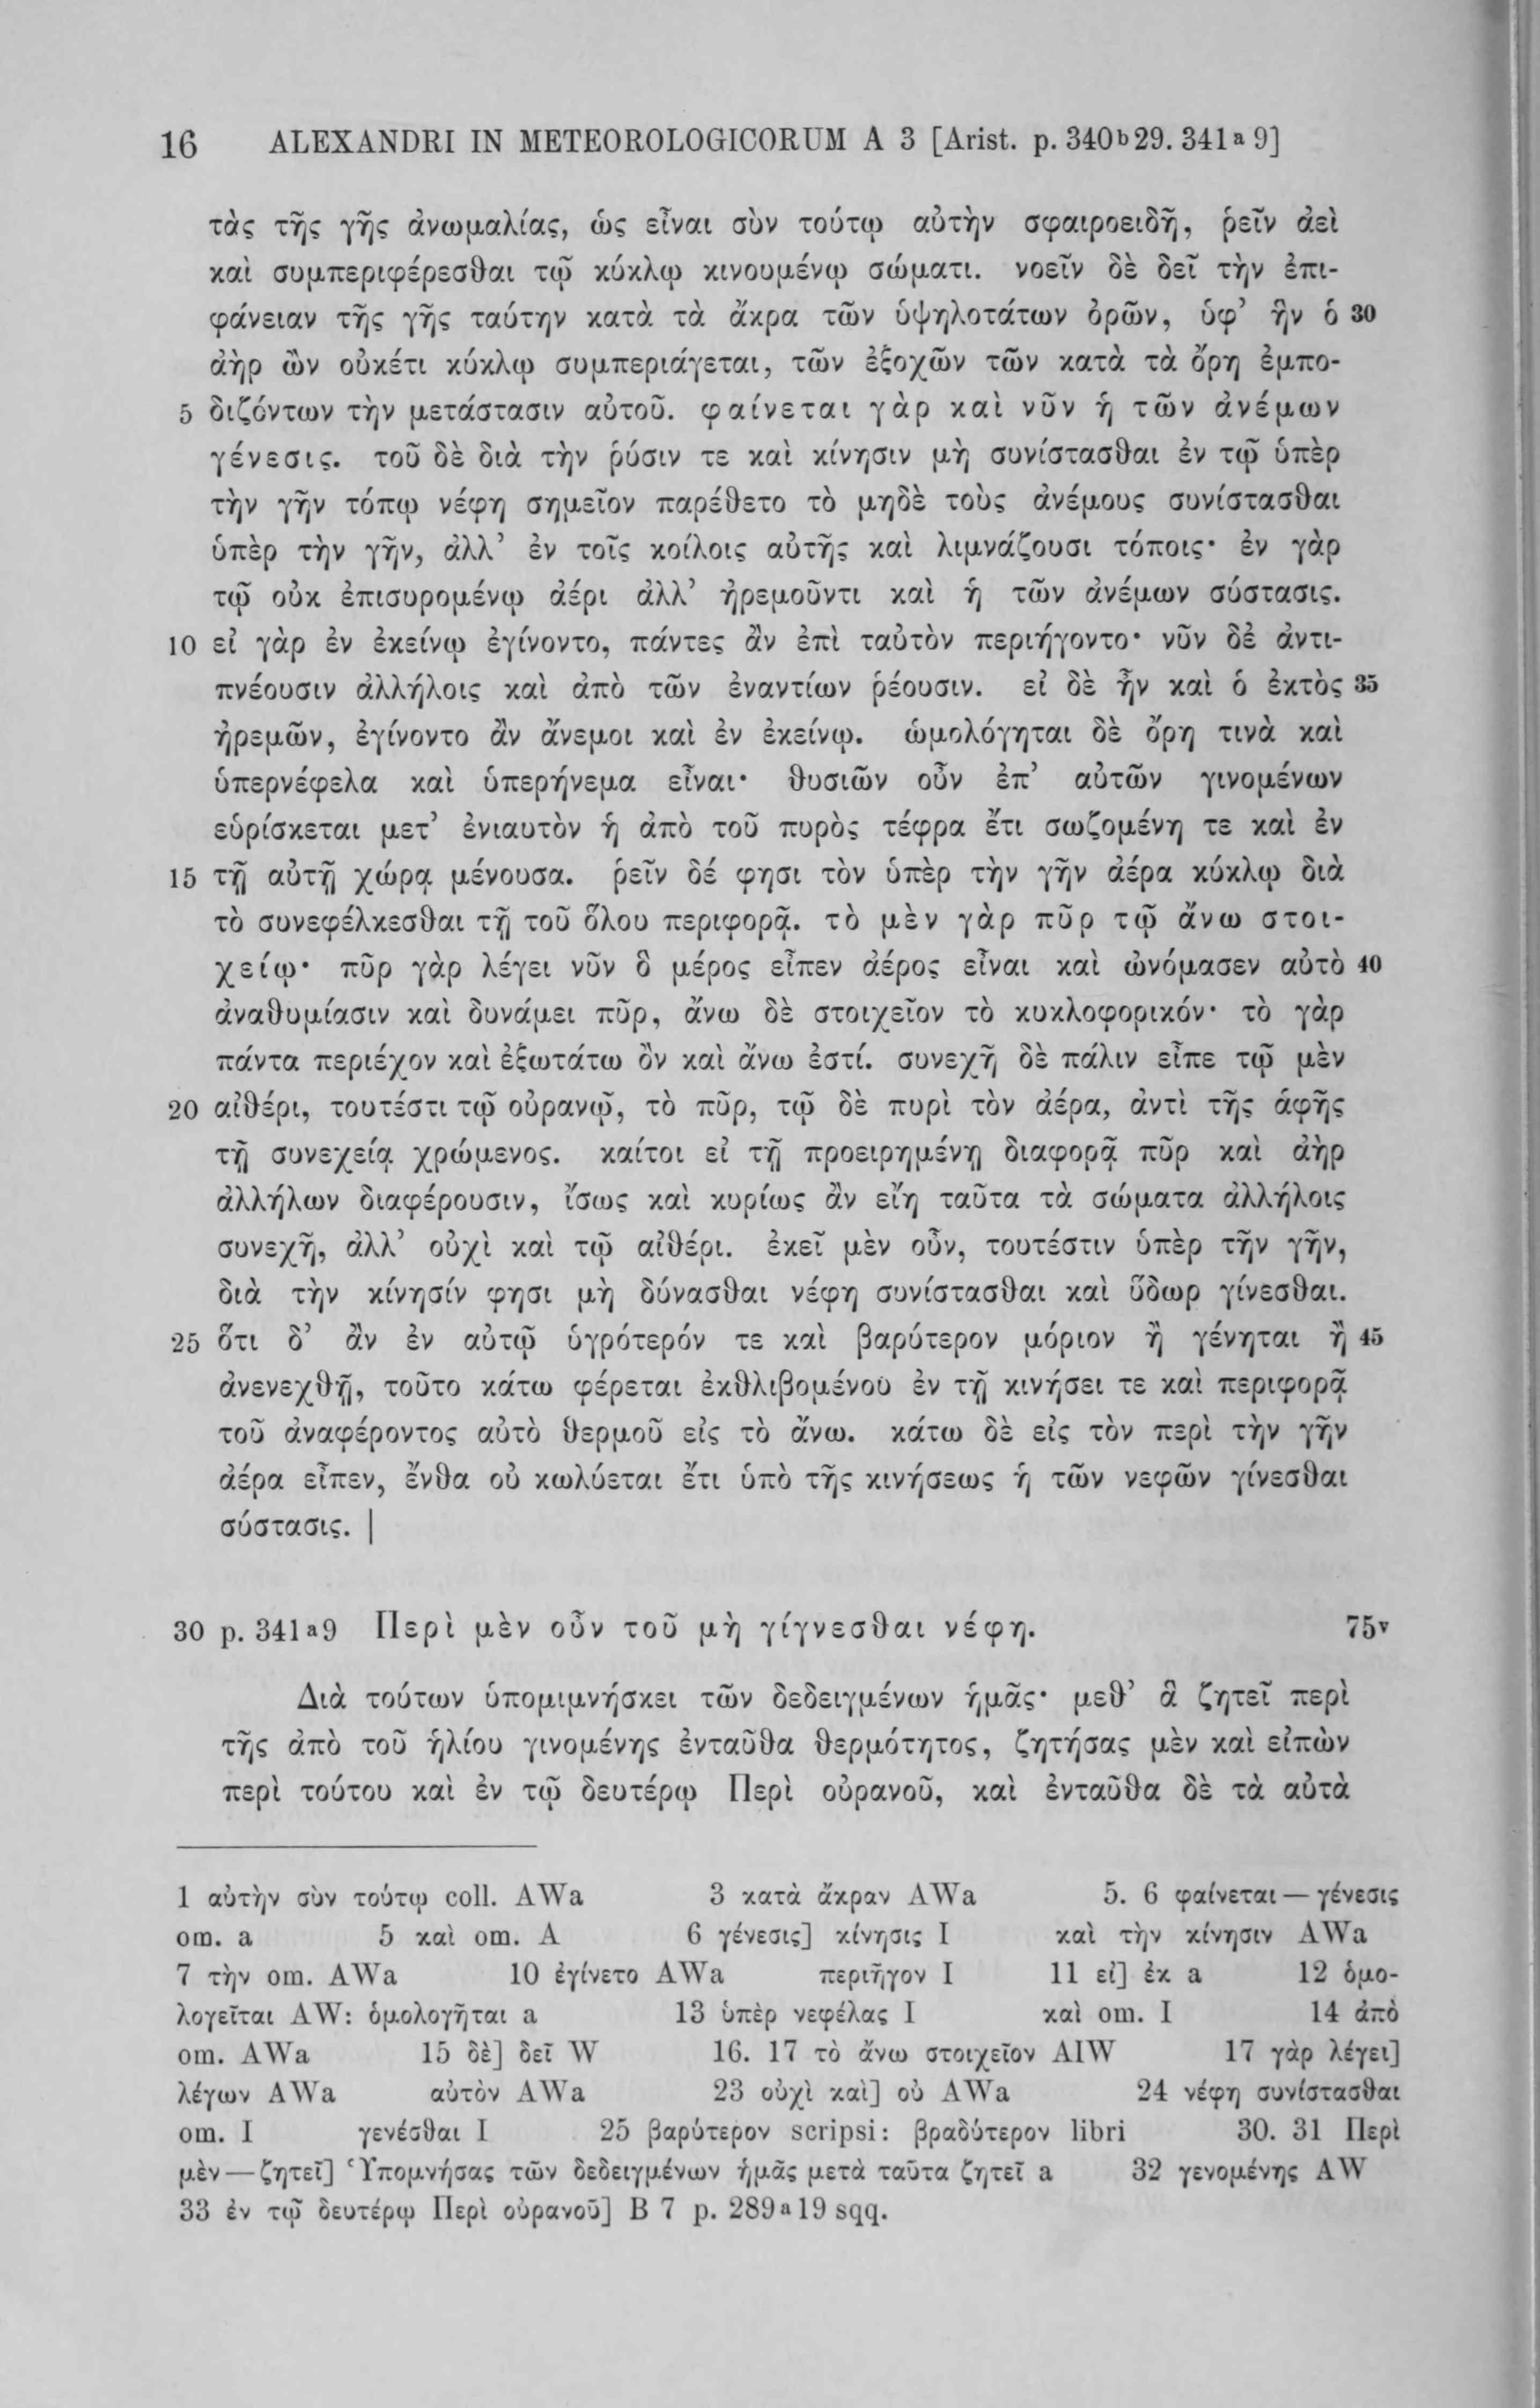 16 ALEXANDRI IN METEOROLOGICORUM A 3 [Arist. p. 340b29. 341a9]
τὰς τῆς γῆς ἀνωμαλίας, ὡς εἶναι σὺν τούτῳ αὐτὴν σφαιροειδῆ, ῥεῖν ἀεὶ
καὶ συμπεριφέρεσθαι τῷ κύκλῳ κινουμένῳ σώματι. νοεῖν δὲ δεῖ τὴν ἐπι-
φάνειαν τῆς γῆς ταύτην κατὰ τὰ ἄκρα τῶν ὑψηλοτάτων ὀρῶν, ὑφ’ ἣν ὁ 30
ἀὴρ ὢν οὐκέτι κύκλῳ συμπεριάγεται, τῶν ἐξοχῶν τῶν κατὰ τὰ ὄρη ἐμπο-
5 διζόντων τὴν μετάστασιν αὐτοῦ. φαίνεται γὰρ καὶ νῦν ἡ τῶν ἀνέμων
γένεσις. τοῦ δὲ διὰ τὴν ῥύσιν τε καὶ κίνησιν μὴ συνίστασθαι ἐν τῷ ὑπὲρ
τὴν γῆν τόπῳ νέφη σημεῖον παρέθετο τὸ μηδὲ τοὺς ἀνέμους συνίστασθαι
ὑπὲρ τὴν γῆν, ἀλλ’ ἐν τοῖς κοίλοις αὐτῆς καὶ λιμνάζουσι τόποις· ἐν γὰρ
τῷ οὐκ ἐπισυρομένῳ ἀέρι ἀλλ’ ἠρεμοῦντι καὶ ἡ τῶν ἀνέμων σύστασις.
10 εἰ γὰρ ἐν ἐκείνῳ ἐγίνοντο, πάντες ἂν ἐπὶ ταὐτὸν περιήγοντο· νῦν δὲ ἀντι-
πνέουσιν ἀλλήλοις καὶ ἀπὸ τῶν ἐναντίων ῥέουσιν. εἰ δὲ ἦν καὶ ὁ ἐκτὸς 35
ἠρεμῶν, ἐγίνοντο ἂν ἄνεμοι καὶ ἐν ἐκείνῳ. ὡμολόγηται δὲ ὄρη τινὰ καὶ
ὑπερνέφελα καὶ ὑπερήνεμα εἶναι· θυσιῶν οὖν ἐπ’ αὐτῶν γινομένων
εὑρίσκεται μετ’ ἐνιαυτὸν ἡ ἀπὸ τοῦ πυρὸς τέφρα ἔτι σωζομένη τε καὶ ἐν
15 τῇ αὐτῇ χώρᾳ μένουσα. ῥεῖν δέ φησι τὸν ὑπὲρ τὴν γῆν ἀέρα κύκλῳ διὰ
τὸ συνεφέλκεσθαι τῇ τοῦ ὅλου περιφορᾷ. τὸ μὲν γὰρ πῦρ τῷ ἄνω στοι-
χείῳ· πῦρ γὰρ λέγει νῦν ὃ μέρος εἶπεν ἀέρος εἶναι καὶ ὠνόμασεν αὐτὸ 40
ἀναθυμίασιν καὶ δυνάμει πῦρ, ἄνω δὲ στοιχεῖον τὸ κυκλοφορικόν· τὸ γὰρ
πάντα περιέχον καὶ ἐξωτάτω ὂν καὶ ἄνω ἐστί. συνεχῆ δὲ πάλιν εἶπε τῷ μὲν
20 αἰθέρι, τουτέστι τῷ οὐρανῷ, τὸ πῦρ, τῷ δὲ πυρὶ τὸν ἀέρα, ἀντὶ τῆς ἁφῆς
τῇ συνεχείᾳ χρώμενος. καίτοι εἰ τῇ προειρημένῃ διαφορᾷ πῦρ καὶ ἀὴρ
ἀλλήλων διαφέρουσιν, ἴσως καὶ κυρίως ἂν εἴη ταῦτα τὰ σώματα ἀλλήλοις
συνεχῆ, ἀλλ’ οὐχὶ καὶ τῷ αἰθέρι. ἐκεῖ μὲν οὖν, τουτέστιν ὑπὲρ τῆν γῆν,
διὰ τὴν κίνησίν φησι μὴ δύνασθαι νέφη συνίστασθαι καὶ ὕδωρ γίνεσθαι.
25 ὅτι δ’ ἂν ἐν αὐτῷ ὑγρότερόν τε καὶ βαρύτερον μόριον ἢ γένηται ἢ 45
ἀνενεχθῇ, τοῦτο κάτω φέρεται ἐκθλιβομένου ἐν τῇ κινήσει τε καὶ περιφορᾷ
τοῦ ἀναφέροντος αὐτὸ θερμοῦ εἰς τὸ ἄνω. κάτω δὲ εἰς τὸν περὶ τὴν γῆν
ἀέρα εἶπεν, ἔνθα οὐ κωλύεται ἔτι ὑπὸ τῆς κινήσεως ἡ τῶν νεφῶν γίνεσθαι
σύστασις. |
30 p. 341a9 Περὶ μὲν οὖν τοῦ μὴ γίγνεσθαι νέφη. 75v
Διὰ τούτων ὑπομιμνήσκει τῶν δεδειγμένων ἡμᾶς· μεθ’ ἃ ζητεῖ περὶ
τῆς ἀπὸ τοῦ ἡλίου γινομένης ἐνταῦθα θερμότητος, ζητήσας μὲν καὶ εἰπὼν
περὶ τούτου καὶ ἐν τῷ δευτέρῳ Περὶ οὐρανοῦ, καὶ ἐνταῦθα δὲ τὰ αὐτὰ
1 αὐτὴν σὺν τούτῳ coll. AWa 3 κατὰ ἄκραν AWa 5. 6 φαίνεται — γένεσις
om. a 5 καὶ om. A 6 γένεσις] κίνησις I καὶ τὴν κίνησιν AWa
7 τὴν om. AWa 10 ἐγίνετο AWa περιῆγον I 11 εἰ] ἐκ a 12 ὁμο-
λογεῖται AW: ὁμολογῆται a 13 ὑπὲρ νεφέλας I καὶ om. I 14 ἀπὸ
om. AWa 15 δὲ] δεῖ W 16. 17 τὸ ἄνω στοιχεῖον AIW 17 γὰρ λέγει]
λέγων AWa αὐτὸν AWa 23 οὐχὶ καὶ] οὐ AWa 24 νέφη συνίστασθαι
om. I γενέσθαι I 25 βαρύτερον scripsi: βραδύτερον libri 30. 31 Περὶ
μὲν — ζητεῖ] Ὑπομνήσας τῶν δεδειγμένων ἡμᾶς μετὰ ταῦτα ζητεῖ a 32 γενομένης AW
33 ἐν τῷ δευτέρῳ Περὶ οὐρανοῦ] B 7 p. 289a19 sqq.